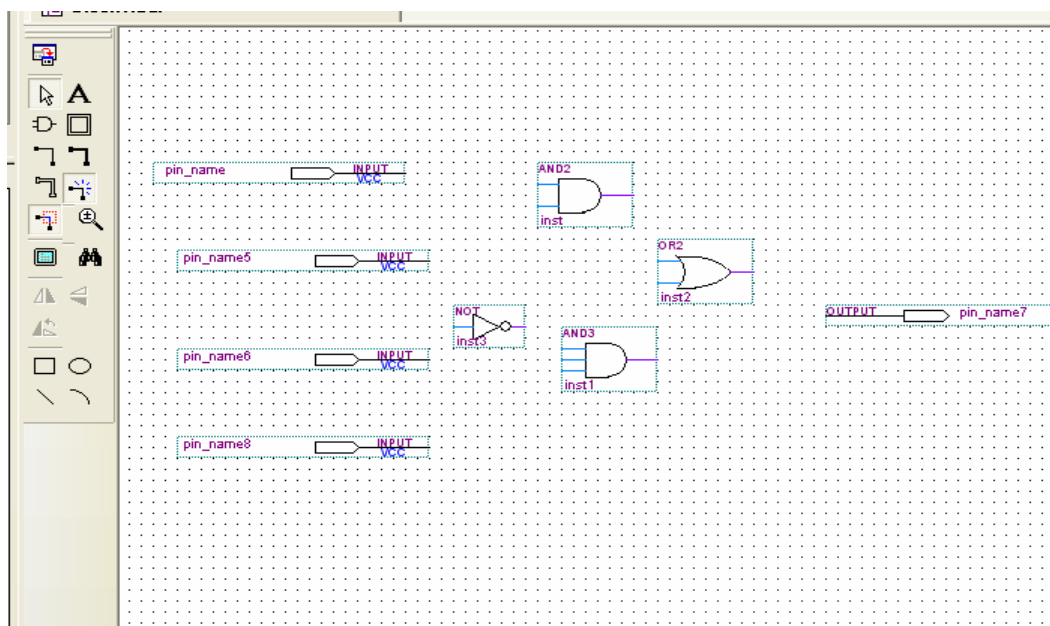 A
pin_name INPUT
VCC
AND2
inst
pin_name5 INPUT
VCC
OR2
inst2
NOT
inst3
OUTPUT pin_name7
AND3
inst1
pin_name6 INPUT
VCC
pin_name8 INPUT
VCC